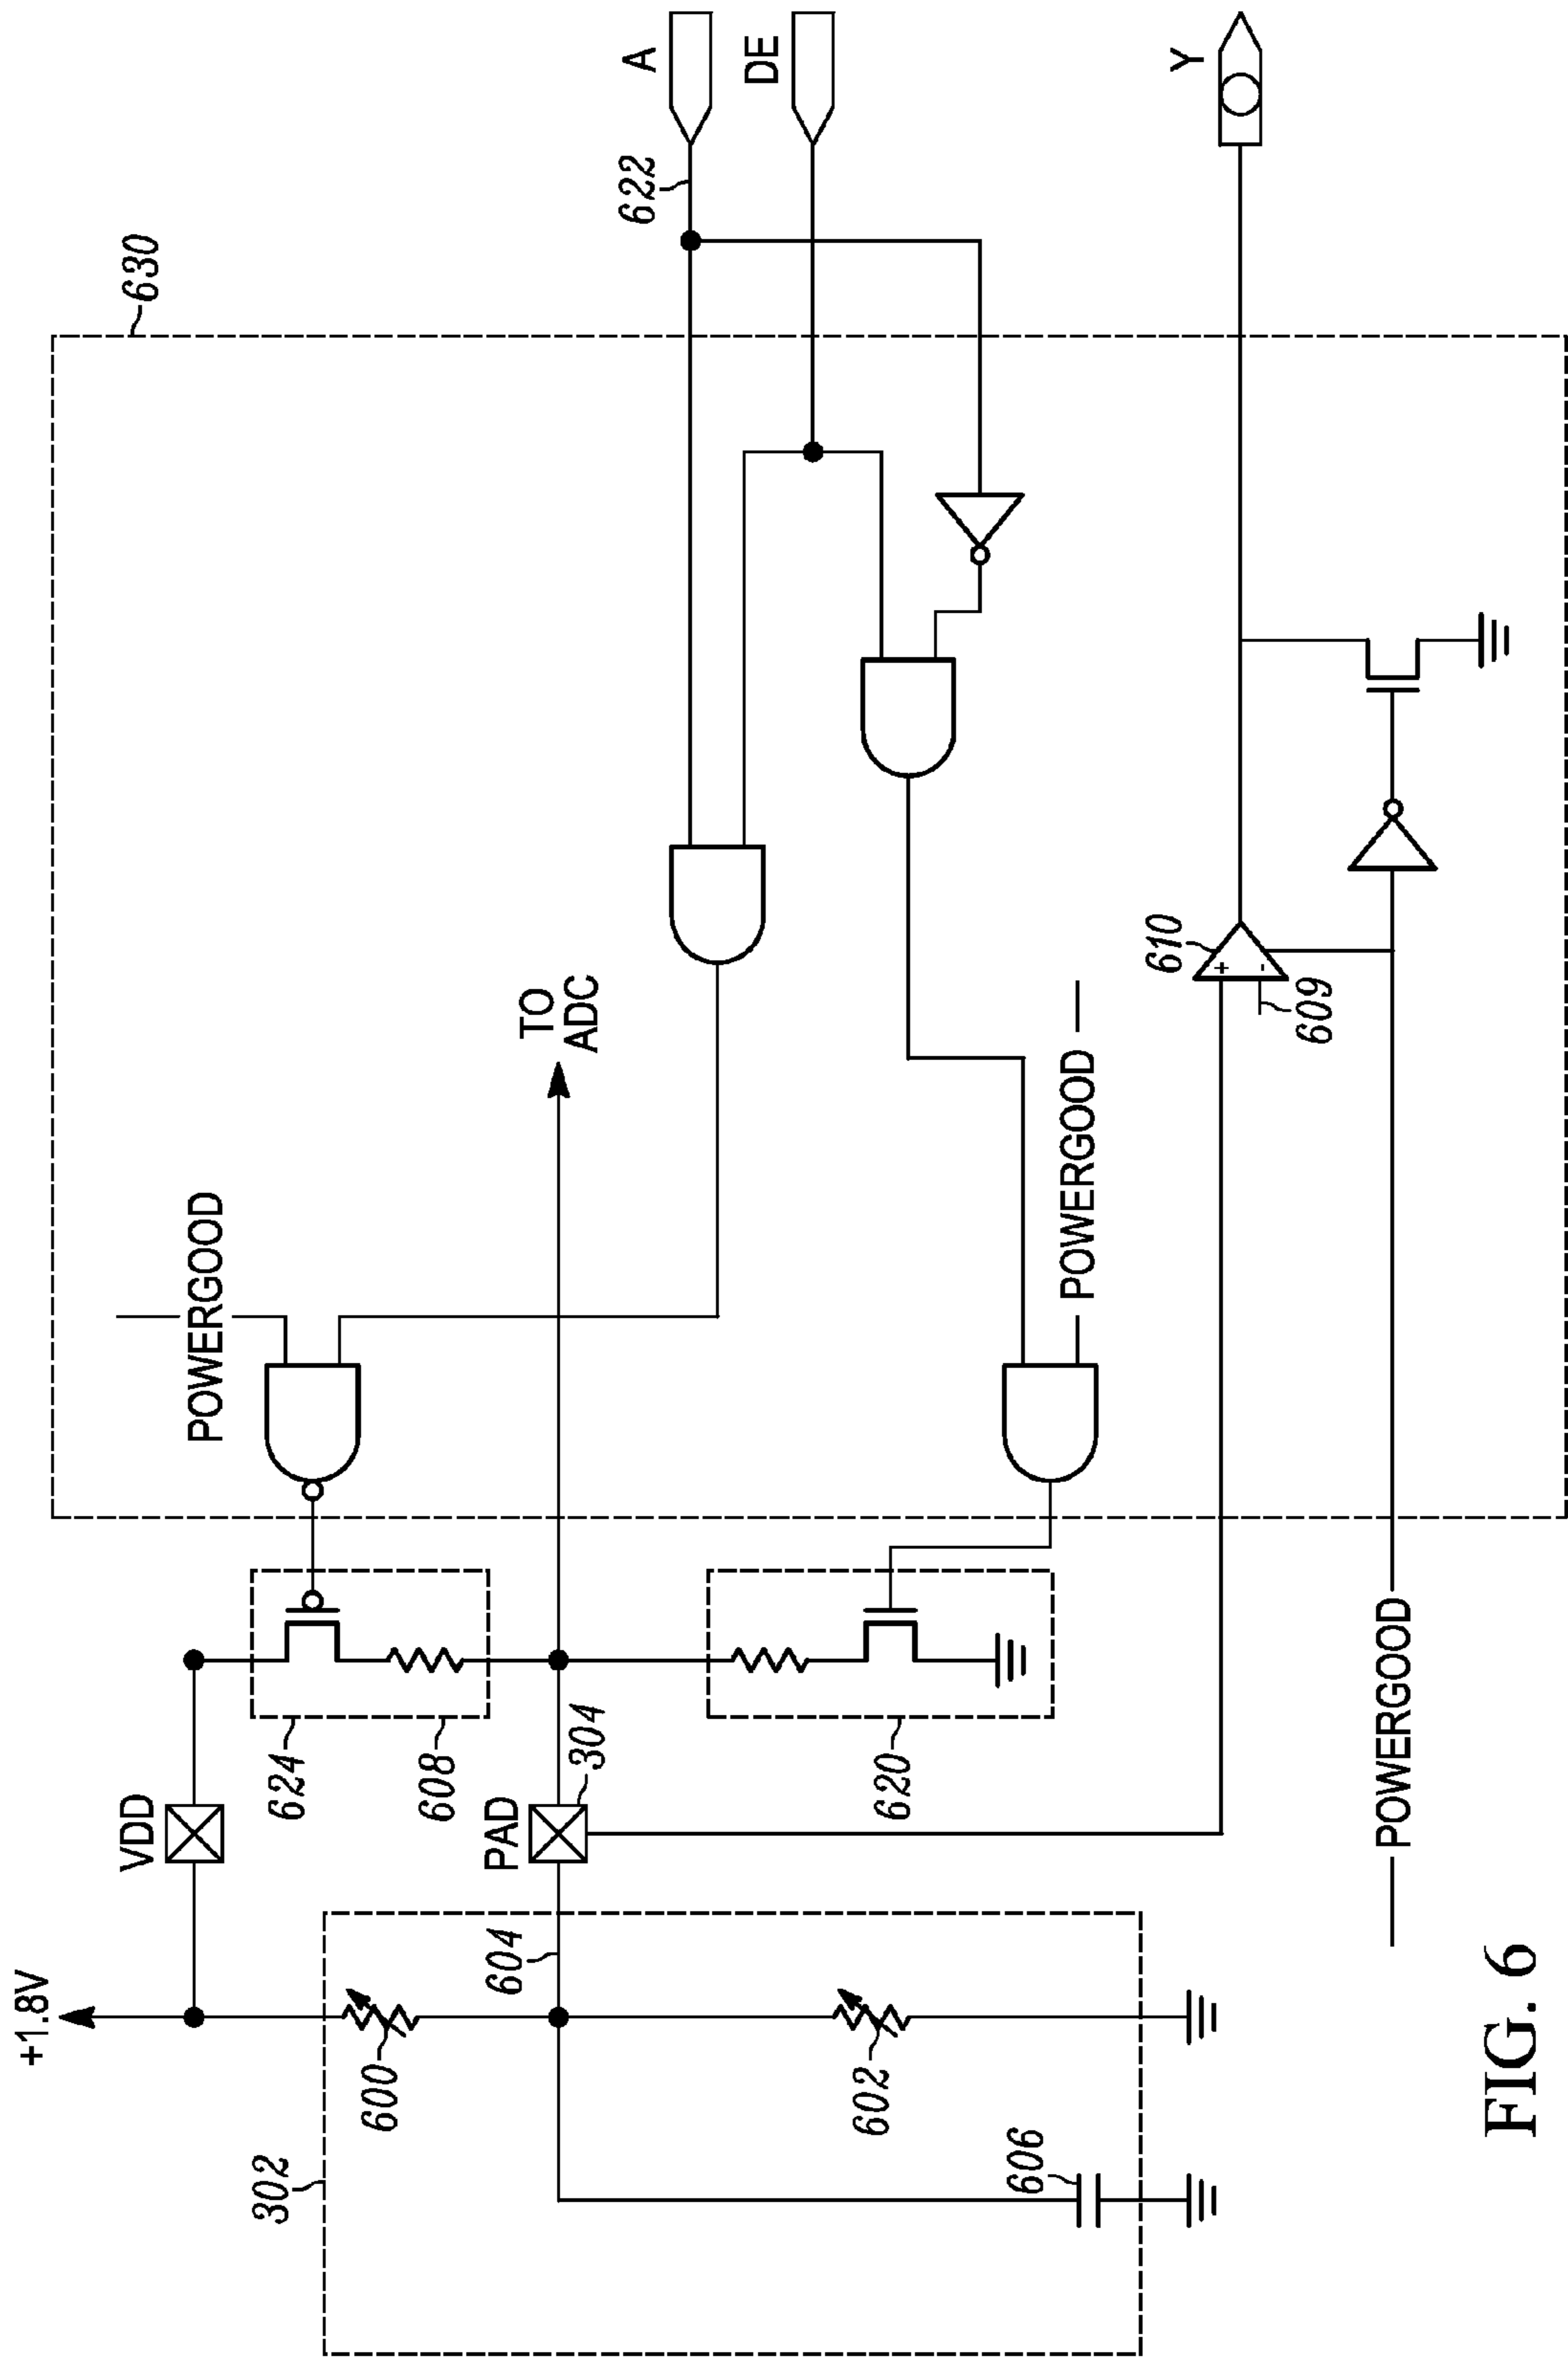 +1.8V
302
600
602
606
604
VDD
PAD
304
624
608
620
POWERGOOD
TO
ADC
POWERGOOD
POWERGOOD
610
+
-
609
630
622
A
DE
Y
FIG. 6